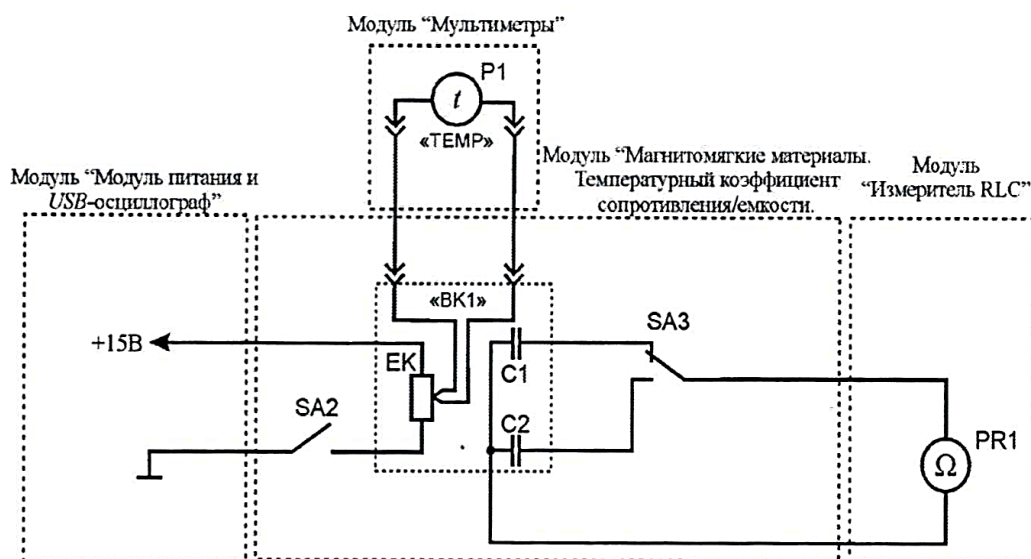 Модуль “Мультиметры”
P1
t
«TEMP»
Модуль “Модуль питания и
USB-осциллограф”
Модуль “Магнитомягкие материалы.
Температурный коэффициент
сопротивления/емкости.
Модуль
“Измеритель RLC”
«BK1»
+15В
EK
C1
SA3
SA2
C2
PR1
Ω